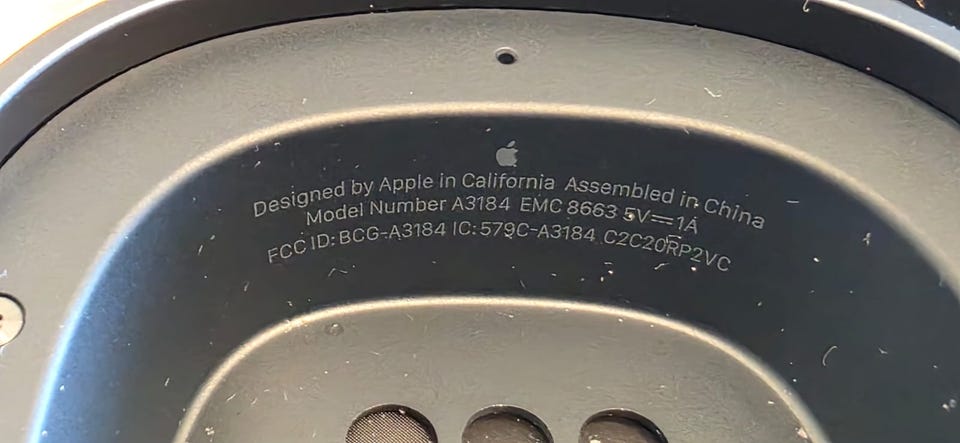 Designed by Apple in California Assembled in China
Model Number A3184 EMC 8663 5V⎓1A
FCC ID: BCG-A3184 IC: 579C-A3184 C2C20RP2VC